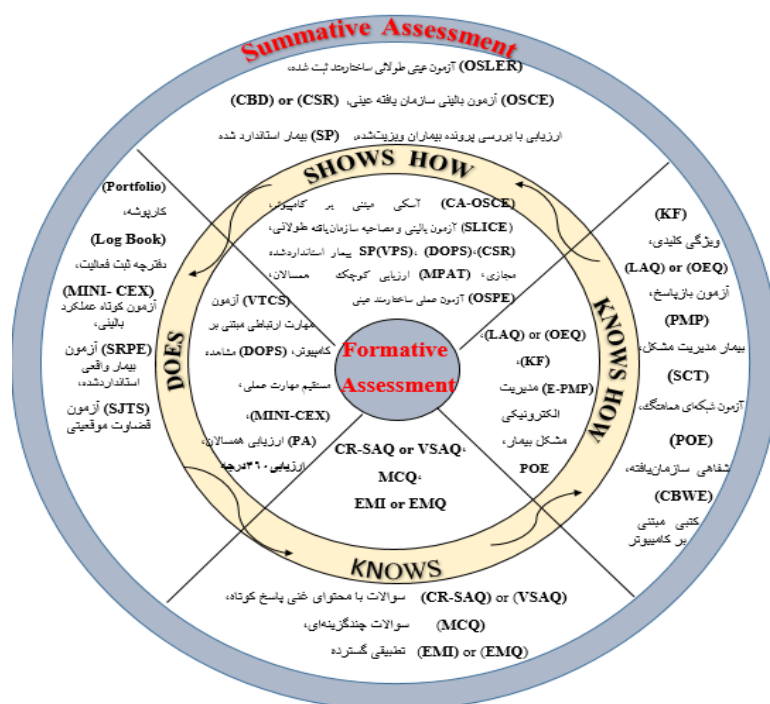 Summative Assessment
(OSLER) آزمون عینی طولانی ساختارمند ثبت شده،
(OSCE) آزمون بالینی سازمان یافته عینی، (CSR) or (CBD)
ارزیابی با بررسی پرونده بیماران ویزیت‌شده، (SP) بیمار استاندارد شده
SHOWS HOW
(CA-OSCE) آسکی مبتنی بر کامپیوتر،
(SLICE) آزمون بالینی و مصاحبه سازمان‌یافته طولانی،
(CSR)، (DOPS)، SP(VPS) بیمار استانداردشده
مجازی، (MPAT) ارزیابی کوچک همسالان،
(OSPE) آزمون عملی ساختارمند عینی
(Portfolio)
کارپوشه،
(Log Book)
دفترچه ثبت فعالیت،
(MINI- CEX)
آزمون کوتاه عملکرد
بالینی،
(SRPE) آزمون
بیمار واقعی
استانداردشده،
(SJTS) آزمون
قضاوت موقعیتی
DOES
(VTCS) آزمون
مهارت ارتباطی مبتنی بر
کامپیوتر، (DOPS) مشاهده
مستقیم مهارت عملی،
(MINI-CEX)،
(PA) ارزیابی همسالان،
ارزیابی ۳۶۰درجه
Formative
Assessment
(LAQ) or (OEQ)،
(KF)،
(E-PMP) مدیریت
الکترونیکی
مشکل بیمار،
POE
KNOWS HOW
(KF)
ویژگی کلیدی،
(LAQ) or (OEQ)
آزمون بازپاسخ،
(PMP)
بیمار مدیریت مشکل،
(SCT)
آزمون شبکه‌ای هماهنگ،
(POE)
شفاهی سازمان‌یافته،
(CBWE)
کتبی مبتنی
بر کامپیوتر
CR-SAQ or VSAQ،
MCQ،
EMI or EMQ
KNOWS
(CR-SAQ) or (VSAQ) سوالات با محتوای غنی پاسخ کوتاه،
(MCQ) سوالات چندگزینه‌ای،
(EMI) or (EMQ) تطبیقی گسترده